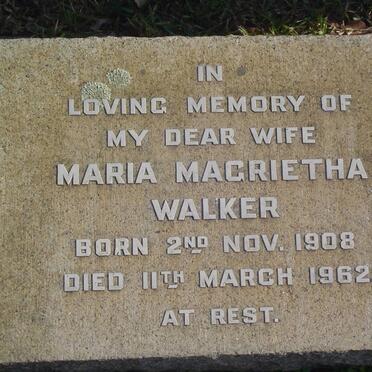 IN
LOVING MEMORY OF
MY DEAR WIFE
MARIA MAGRIETHA
WALKER
BORN 2ND NOV. 1908
DIED 11TH MARCH 1962
AT REST.